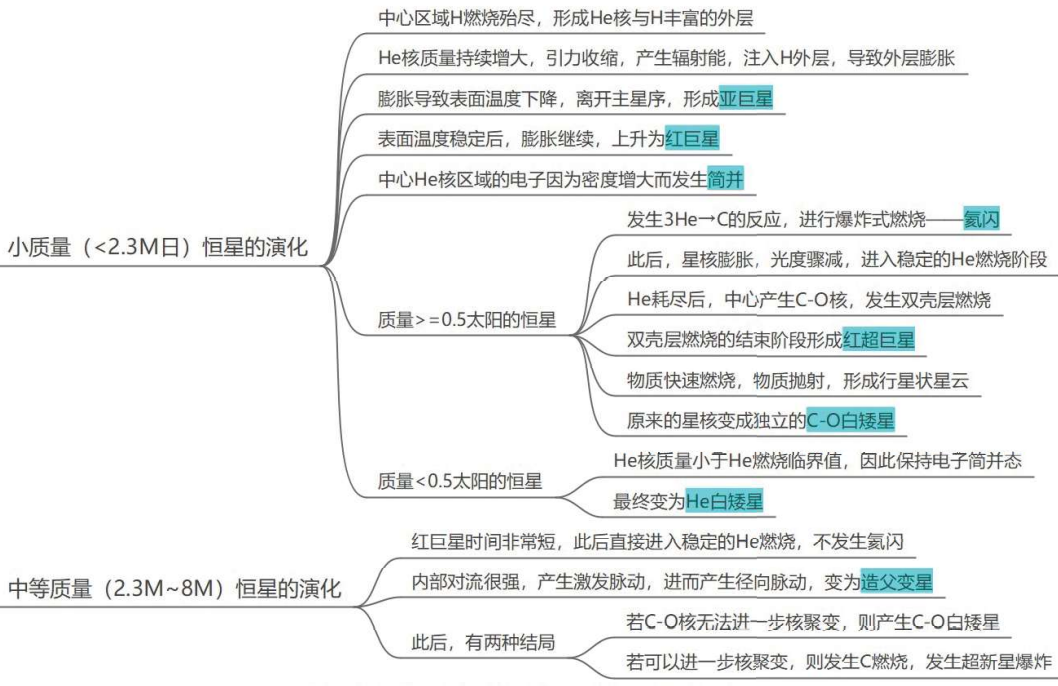 小质量（<2.3M日）恒星的演化
中心区域H燃烧殆尽，形成He核与H丰富的外层
He核质量持续增大，引力收缩，产生辐射能，注入H外层，导致外层膨胀
膨胀导致表面温度下降，离开主星序，形成亚巨星
表面温度稳定后，膨胀继续，上升为红巨星
中心He核区域的电子因为密度增大而发生简并
质量>=0.5太阳的恒星
发生3He→C的反应，进行爆炸式燃烧——氦闪
此后，星核膨胀，光度骤减，进入稳定的He燃烧阶段
He耗尽后，中心产生C-O核，发生双壳层燃烧
双壳层燃烧的结束阶段形成红超巨星
物质快速燃烧，物质抛射，形成行星状星云
原来的星核变成独立的C-O白矮星
质量<0.5太阳的恒星
He核质量小于He燃烧临界值，因此保持电子简并态
最终变为He白矮星
中等质量（2.3M~8M）恒星的演化
红巨星时间非常短，此后直接进入稳定的He燃烧，不发生氦闪
内部对流很强，产生激发脉动，进而产生径向脉动，变为造父变星
此后，有两种结局
若C-O核无法进一步核聚变，则产生C-O白矮星
若可以进一步核聚变，则发生C燃烧，发生超新星爆炸